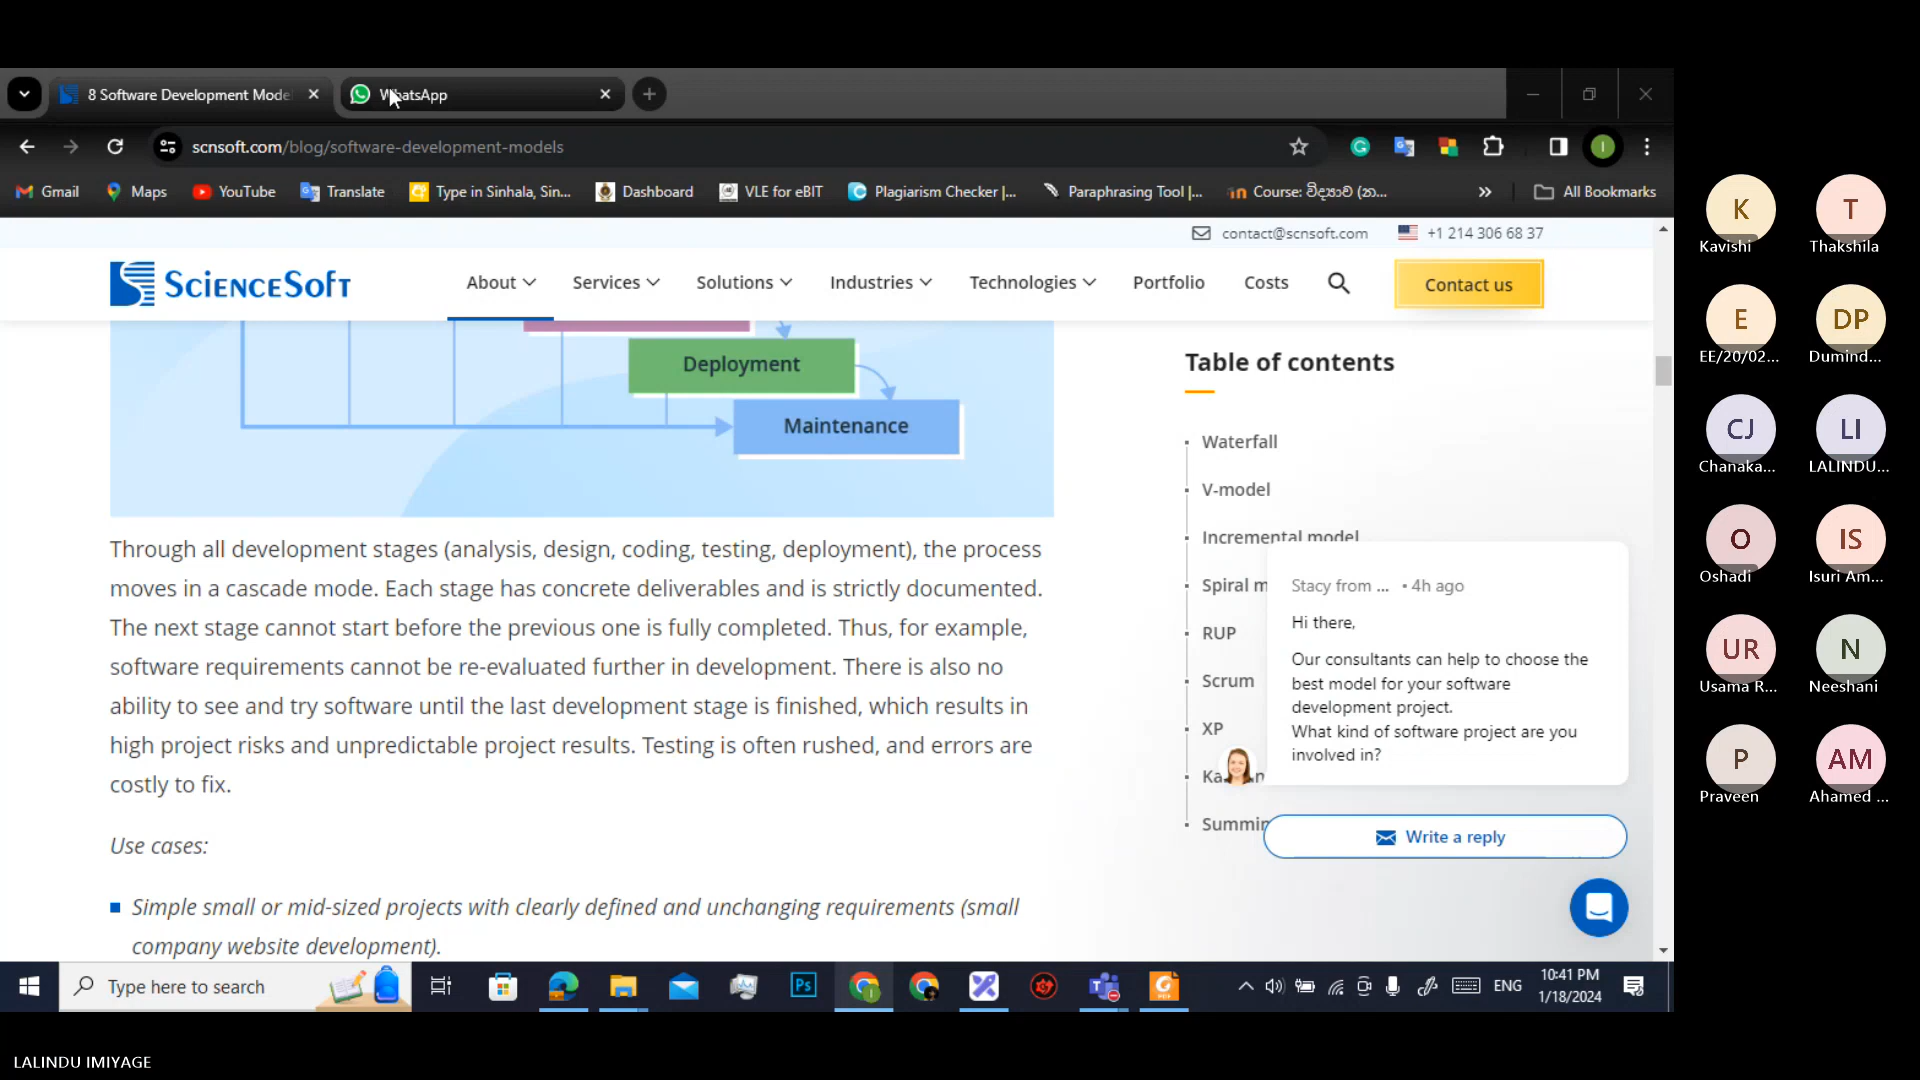 8 Software Development Mode
WhatsApp
scnsoft.com/blog/software-development-models
Gmail
Maps
YouTube
Translate
Type in Sinhala, Sin...
Dashboard
VLE for eBIT
Plagiarism Checker |...
Paraphrasing Tool |...
Course: විද්‍යාව (න...
»
All Bookmarks
contact@scnsoft.com
+1 214 306 68 37
ScienceSoft
About
Services
Solutions
Industries
Technologies
Portfolio
Costs
Contact us
Deployment
Maintenance
Through all development stages (analysis, design, coding, testing, deployment), the process
moves in a cascade mode. Each stage has concrete deliverables and is strictly documented.
The next stage cannot start before the previous one is fully completed. Thus, for example,
software requirements cannot be re-evaluated further in development. There is also no
ability to see and try software until the last development stage is finished, which results in
high project risks and unpredictable project results. Testing is often rushed, and errors are
costly to fix.
Use cases:
Simple small or mid-sized projects with clearly defined and unchanging requirements (small
company website development).
Table of contents
Waterfall
V-model
Incremental model
Spiral m
RUP
Scrum
XP
Ka
n
Summin
Stacy from ... • 4h ago
Hi there,
Our consultants can help to choose the
best model for your software
development project.
What kind of software project are you
involved in?
Write a reply
Type here to search
Ps
ENG
10:41 PM
1/18/2024
K
Kavishi
T
Thakshila
E
EE/20/02...
DP
Dumind...
CJ
Chanaka...
LI
LALINDU...
O
Oshadi
IS
Isuri Am...
UR
Usama R...
N
Neeshani
P
Praveen
AM
Ahamed ...
LALINDU IMIYAGE